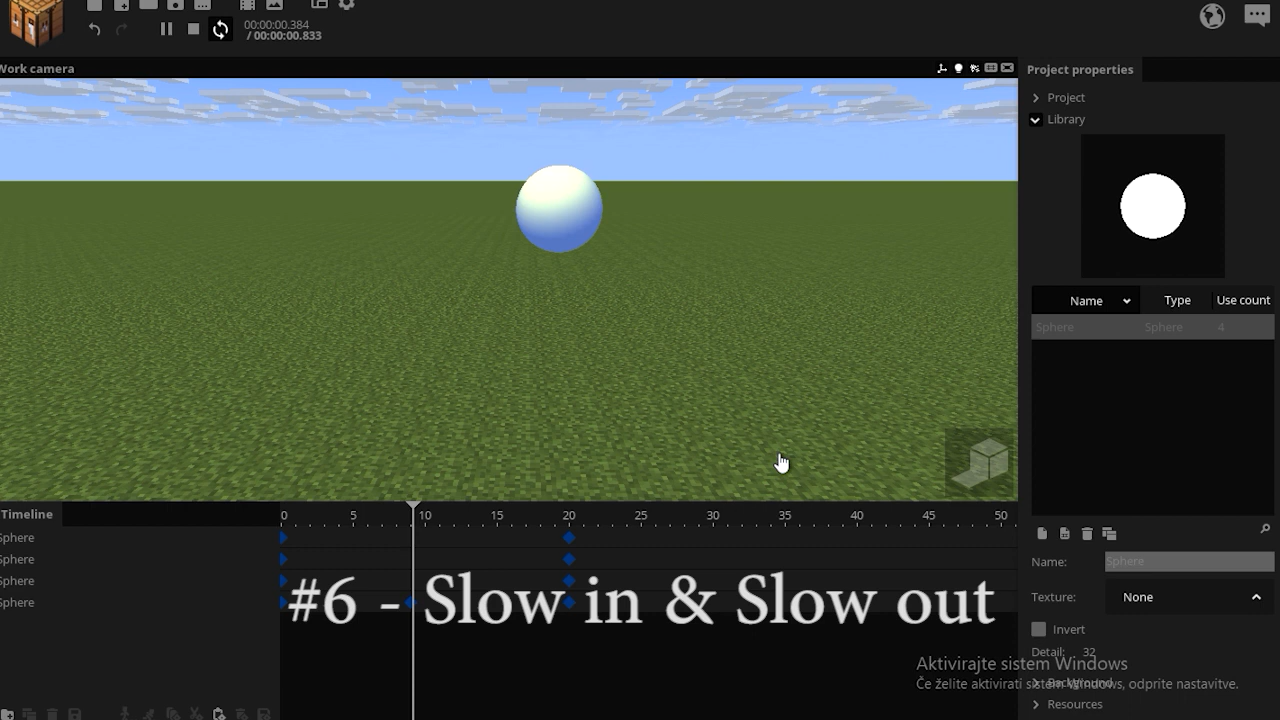 00:00:00.384
/ 00:00:00.833
Work camera
Project properties
Project
Library
Name Type Use count
Sphere Sphere 4
Timeline
0 5 10 15 20 25 30 35 40 45 50
Sphere
Sphere
Sphere
Sphere
#6 - Slow in & Slow out
Name: Sphere
Texture: None
Invert
Detail: 32
Aktivirajte sistem Windows
Če želite aktivirati sistem Windows, odprite nastavitve.
Background
Resources